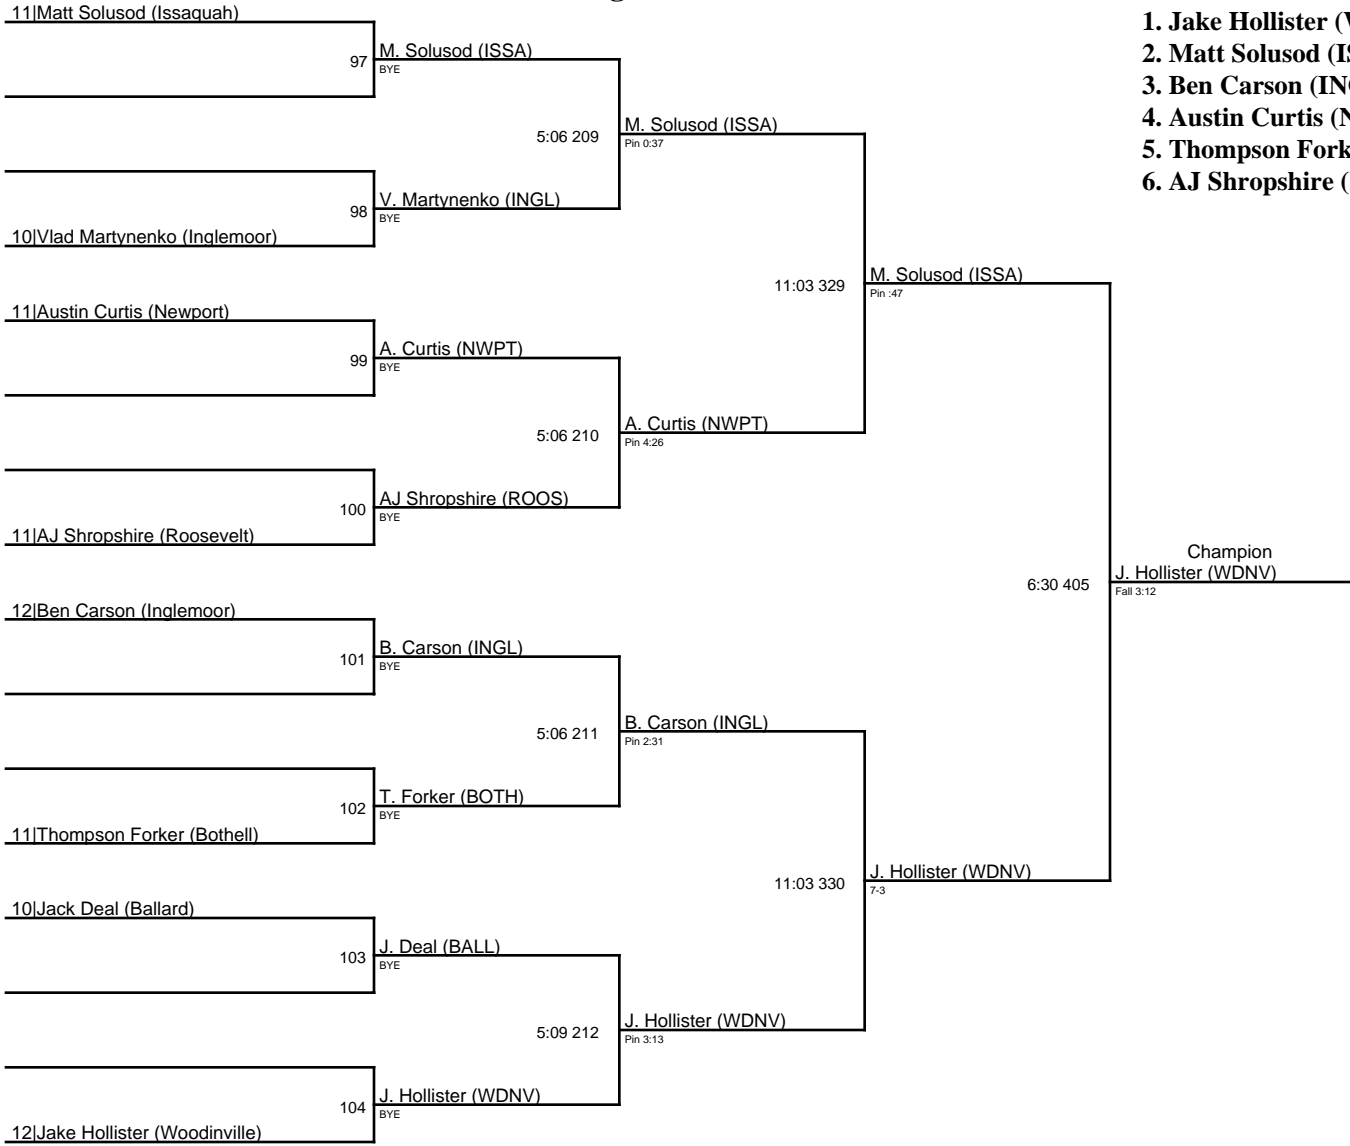 11|Matt Solusod (Issaquah)
97
M. Solusod (ISSA)
BYE
5:06 209
M. Solusod (ISSA)
Pin 0:37
98
V. Martynenko (INGL)
BYE
10|Vlad Martynenko (Inglemoor)
11:03 329
M. Solusod (ISSA)
Pin :47
11|Austin Curtis (Newport)
99
A. Curtis (NWPT)
BYE
5:06 210
A. Curtis (NWPT)
Pin 4:26
100
AJ Shropshire (ROOS)
BYE
11|AJ Shropshire (Roosevelt)
6:30 405
Champion
J. Hollister (WDNV)
Fall 3:12
12|Ben Carson (Inglemoor)
101
B. Carson (INGL)
BYE
5:06 211
B. Carson (INGL)
Pin 2:31
102
T. Forker (BOTH)
BYE
11|Thompson Forker (Bothell)
11:03 330
J. Hollister (WDNV)
7-3
10|Jack Deal (Ballard)
103
J. Deal (BALL)
BYE
5:09 212
J. Hollister (WDNV)
Pin 3:13
104
J. Hollister (WDNV)
BYE
12|Jake Hollister (Woodinville)
1. Jake Hollister (
2. Matt Solusod (IS
3. Ben Carson (IN
4. Austin Curtis (N
5. Thompson Fork
6. AJ Shropshire (